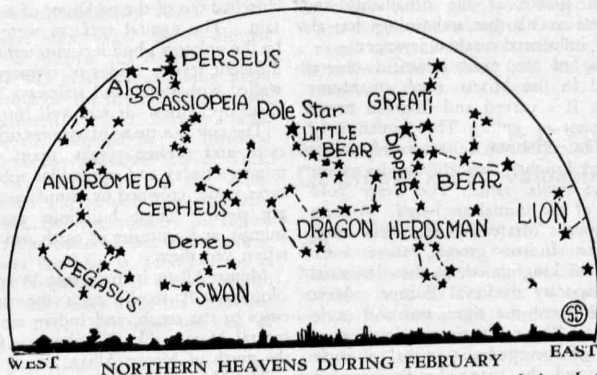 PERSEUS
Algol
CASSIOPEIA
Pole Star
GREAT
LITTLE
BEAR
DIPPER
BEAR
ANDROMEDA
CEPHEUS
DRAGON
HERDSMAN
LION
Deneb
PEGASUS
SWAN
WEST
NORTHERN HEAVENS DURING FEBRUARY
EAST